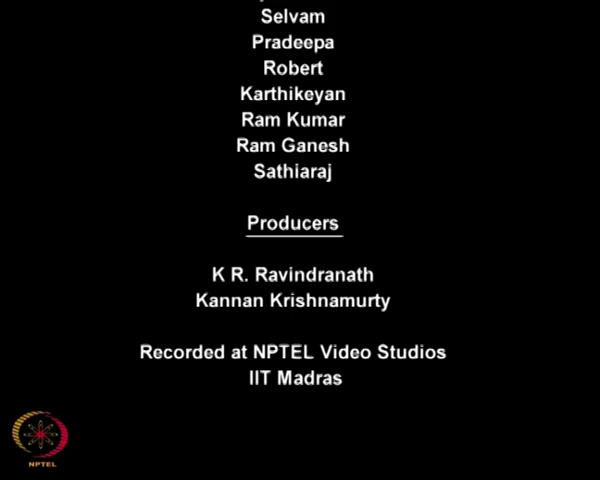 Selvam
Pradeepa
Robert
Karthikeyan
Ram Kumar
Ram Ganesh
Sathiaraj
Producers
K R. Ravindranath
Kannan Krishnamurty
Recorded at NPTEL Video Studios
IIT Madras
NPTEL